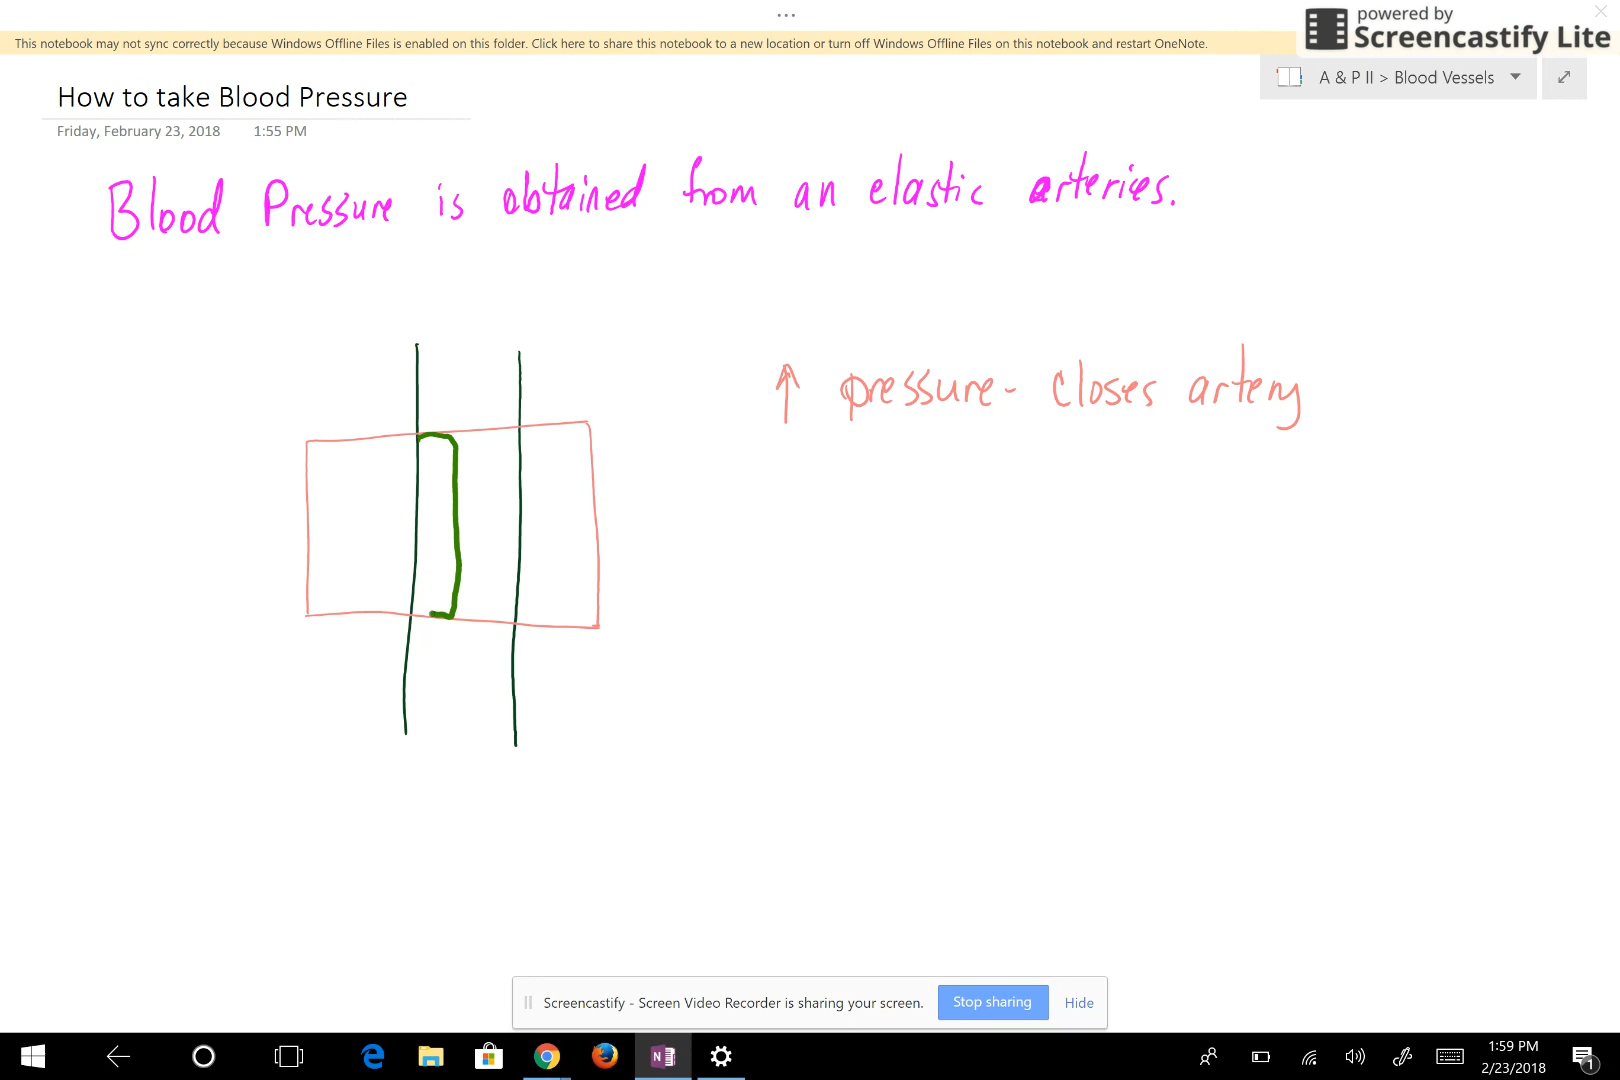 ...
powered by
Screencastify Lite
This notebook may not sync correctly because Windows Offline Files is enabled on this folder. Click here to share this notebook to a new location or turn off Windows Offline Files on this notebook and restart OneNote.
A & P II > Blood Vessels
How to take Blood Pressure
Friday, February 23, 2018 1:55 PM
Blood Pressure is obtained from an elastic arteries.
↑ pressure - closes artery
Screencastify - Screen Video Recorder is sharing your screen. Stop sharing Hide
1:59 PM
2/23/2018
1